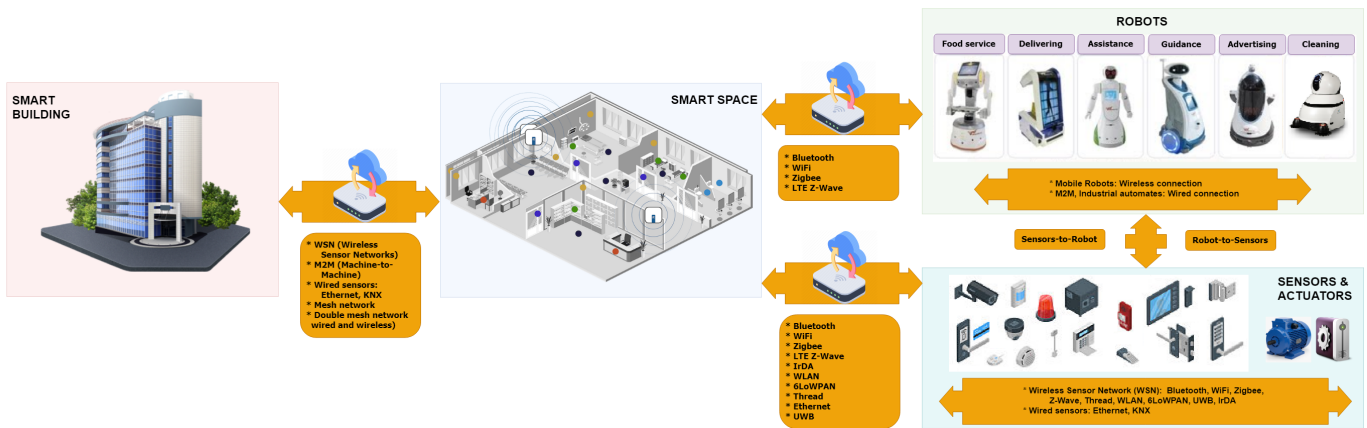 SMART
BUILDING
* WSN (Wireless
Sensor Networks)
* M2M (Machine-to-
Machine)
* Wired sensors:
Ethernet, KNX
* Mesh network
* Double mesh network
wired and wireless)
SMART SPACE
* Bluetooth
* WiFi
* Zigbee
* LTE Z-Wave
* Bluetooth
* WiFi
* Zigbee
* LTE Z-Wave
* IrDA
* WLAN
* 6LoWPAN
* Thread
* Ethernet
* UWB
ROBOTS
Food service
Delivering
Assistance
Guidance
Advertising
Cleaning
* Mobile Robots: Wireless connection
* M2M, Industrial automates: Wired connection
Sensors-to-Robot
Robot-to-Sensors
SENSORS &
ACTUATORS
* Wireless Sensor Network (WSN): Bluetooth, WiFi, Zigbee,
Z-Wave, Thread, WLAN, 6LoWPAN, UWB, IrDA
* Wired sensors: Ethernet, KNX